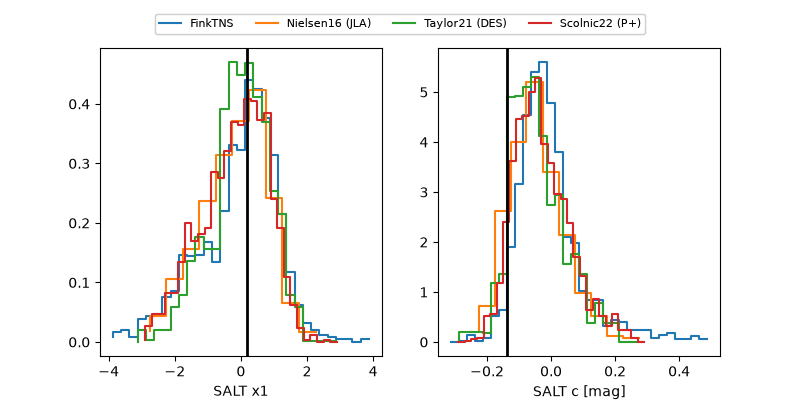 FinkTNS Nielsen16 (JLA) Taylor21 (DES) Scolnic22 (P+)
0.4
0.3
0.2
0.1
0.0
−4 −2 0 2 4
SALT x1
5
4
3
2
1
0
−0.2 0.0 0.2 0.4
SALT c [mag]